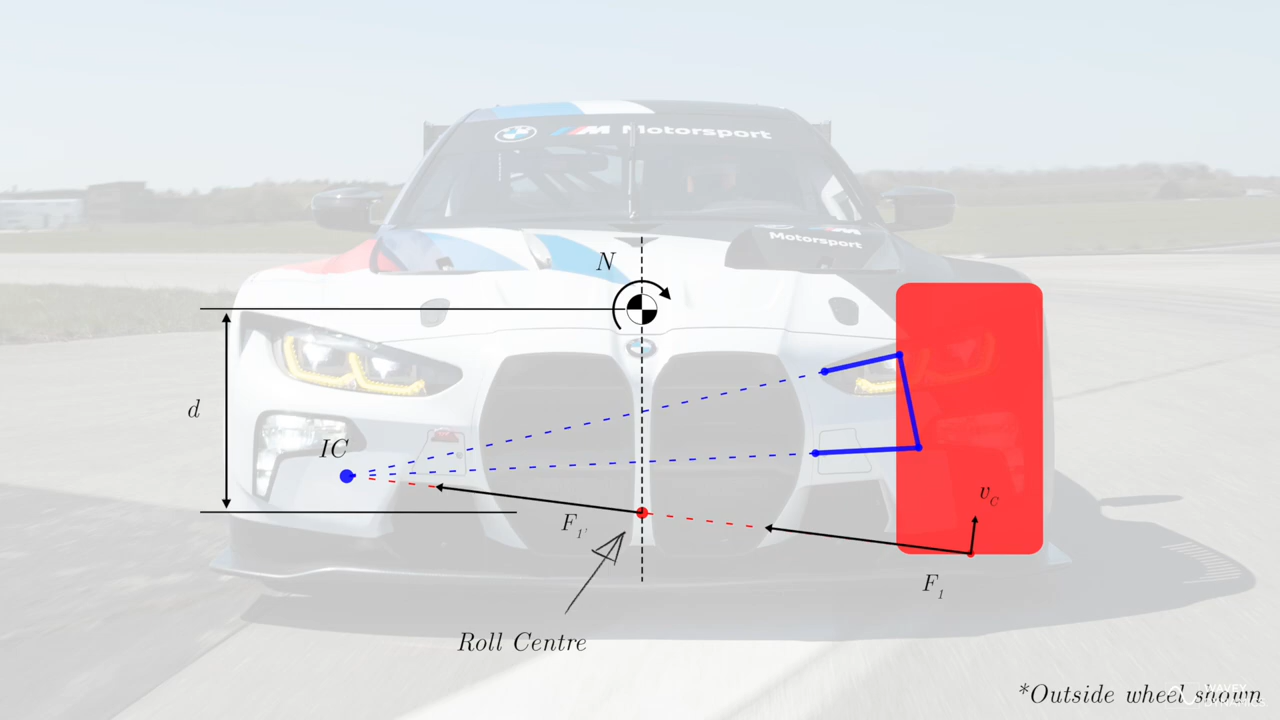 M Motorsport
M
Motorsport
N
d
IC
v_C
F_1'
F_1
Roll Centre
*Outside wheel shown